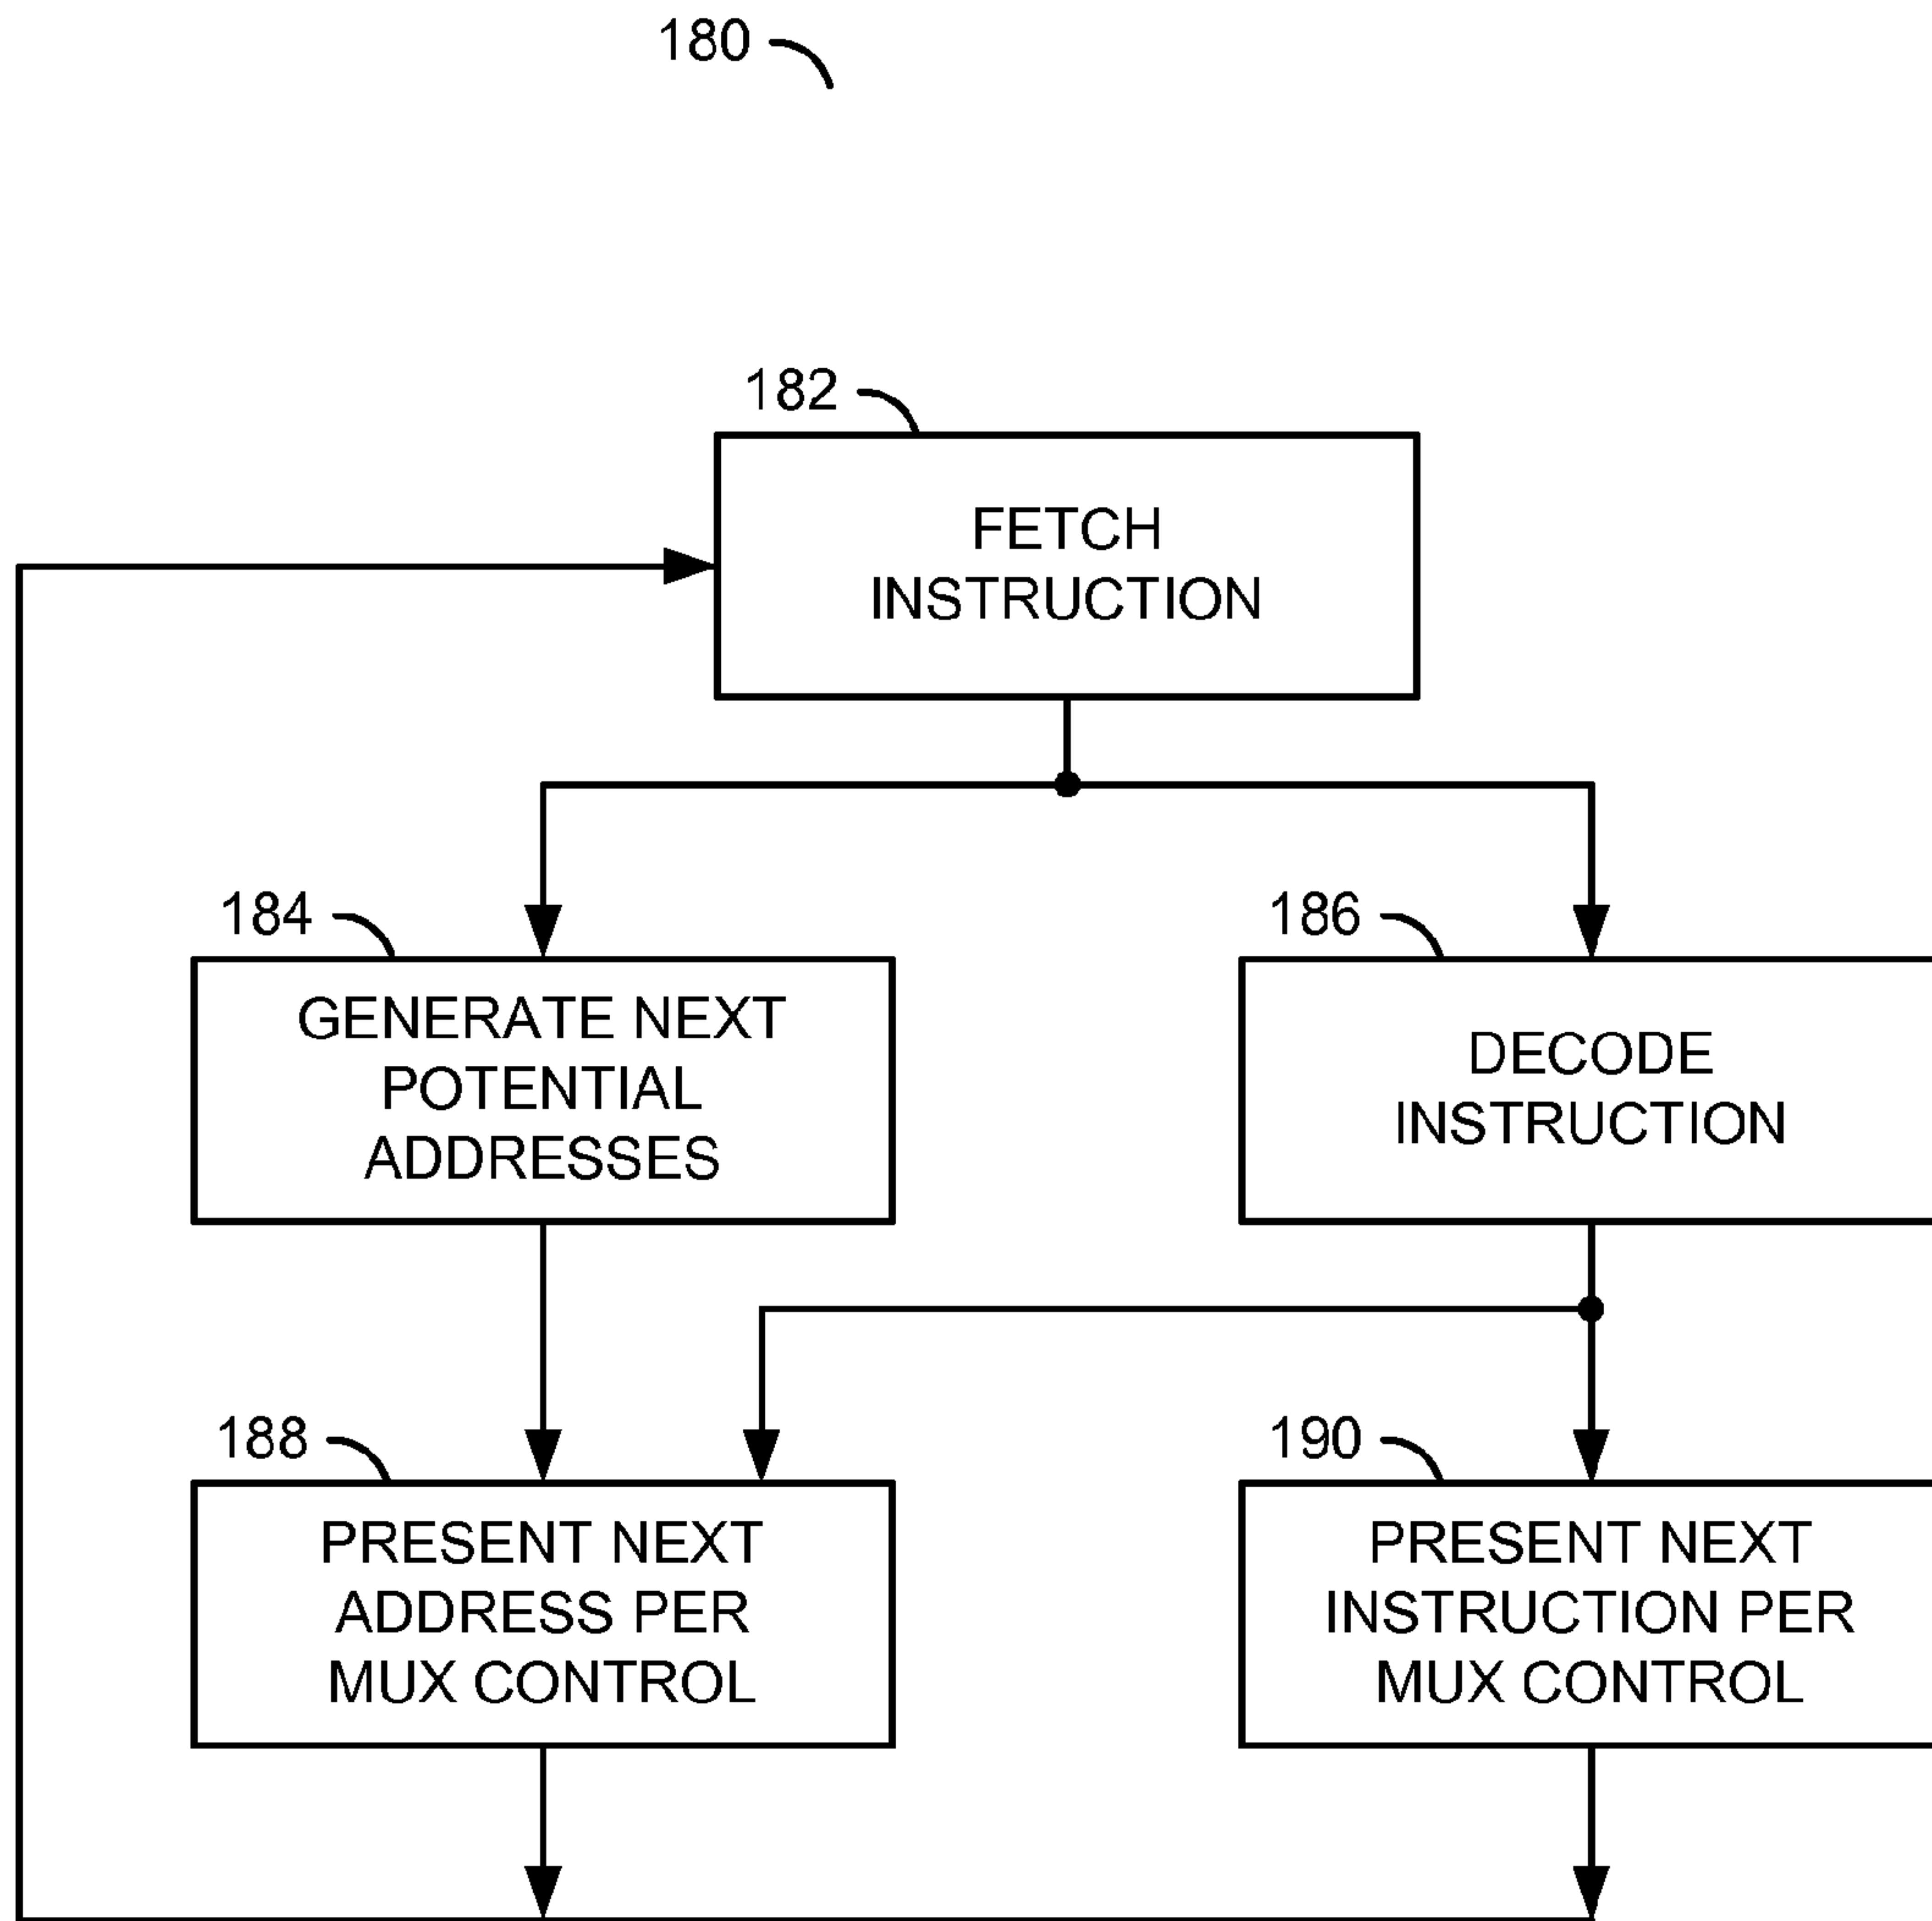 180
182
FETCH
INSTRUCTION
184
GENERATE NEXT
POTENTIAL
ADDRESSES
186
DECODE
INSTRUCTION
188
PRESENT NEXT
ADDRESS PER
MUX CONTROL
190
PRESENT NEXT
INSTRUCTION PER
MUX CONTROL